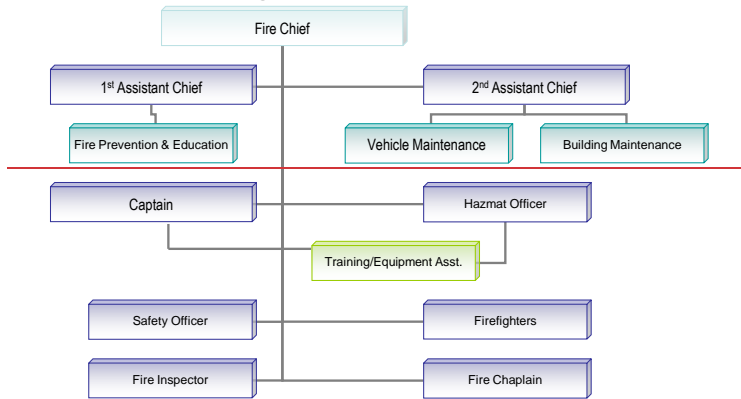 Fire Chief
1st Assistant Chief
2nd Assistant Chief
Fire Prevention & Education
Vehicle Maintenance
Building Maintenance
Captain
Hazmat Officer
Training/Equipment Asst.
Safety Officer
Firefighters
Fire Inspector
Fire Chaplain